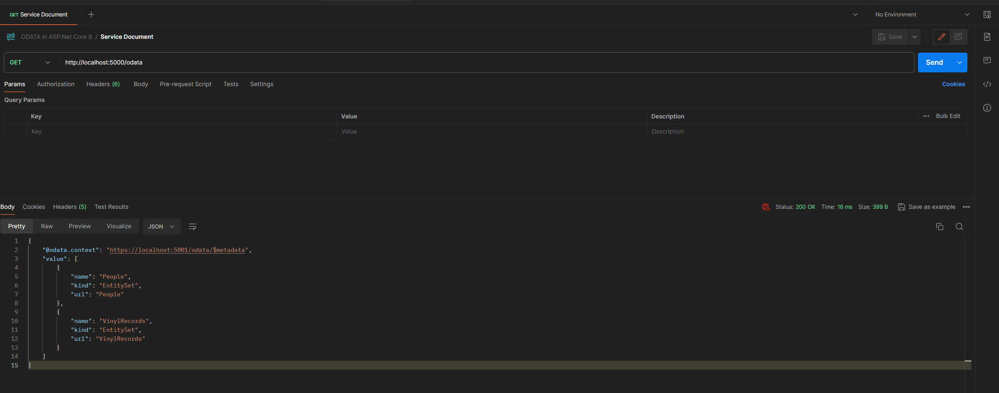 GET Service Document
No Environment
HTTP ODATA in ASP.Net Core 8 / Service Document
Save
GET http://localhost:5000/odata
Send
Params Authorization Headers (6) Body Pre-request Script Tests Settings
Cookies
Query Params
Key Value Description Bulk Edit
Key Value Description
Body Cookies Headers (5) Test Results
Status: 200 OK Time: 16 ms Size: 399 B Save as example
Pretty Raw Preview Visualize JSON
1 {
2 "@odata.context": "https://localhost:5001/odata/$metadata",
3 "value": [
4 {
5 "name": "People",
6 "kind": "EntitySet",
7 "url": "People"
8 },
9 {
10 "name": "VinylRecords",
11 "kind": "EntitySet",
12 "url": "VinylRecords"
13 }
14 ]
15 }